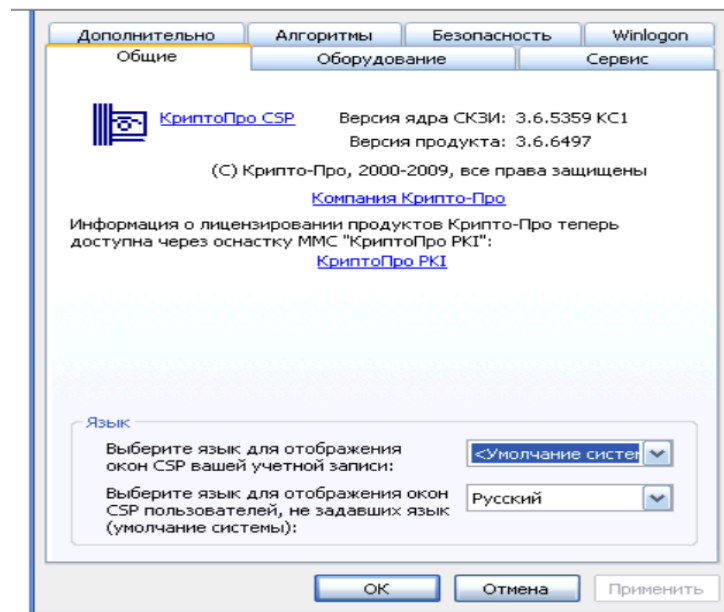 Дополнительно Алгоритмы Безопасность Winlogon
Общие Оборудование Сервис
КриптоПро CSP Версия ядра СКЗИ: 3.6.5359 КС1
Версия продукта: 3.6.6497
(C) Крипто-Про, 2000-2009, все права защищены
Компания Крипто-Про
Информация о лицензировании продуктов Крипто-Про теперь
доступна через оснастку MMC "КриптоПро PKI":
КриптоПро PKI
Язык
Выберите язык для отображения
окон CSP вашей учетной записи:
<Умолчание систем
Выберите язык для отображения окон
CSP пользователей, не задавших язык
(умолчание системы):
Русский
ОК Отмена Применить